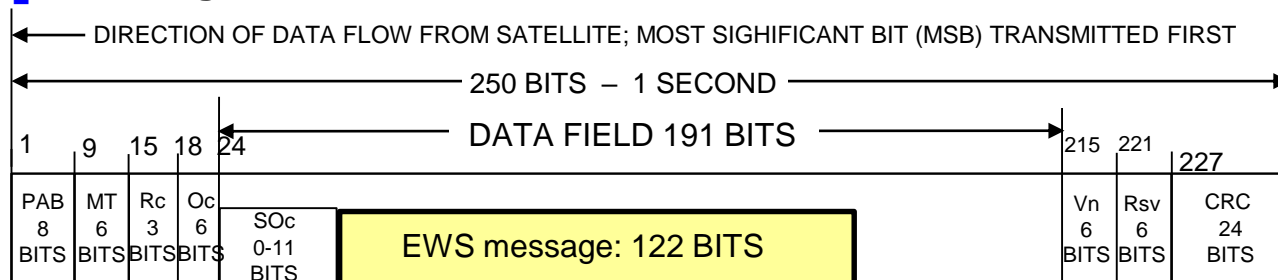 DIRECTION OF DATA FLOW FROM SATELLITE; MOST SIGHIFICANT BIT (MSB) TRANSMITTED FIRST
250 BITS – 1 SECOND
DATA FIELD 191 BITS
1 9 15 18 24 215 221 227
PAB MT Rc Oc Vn Rsv CRC
8 6 3 6 6 6 24
BITS BITS BITS BITS BITS BITS BITS
SOc
0-11
BITS
EWS message: 122 BITS